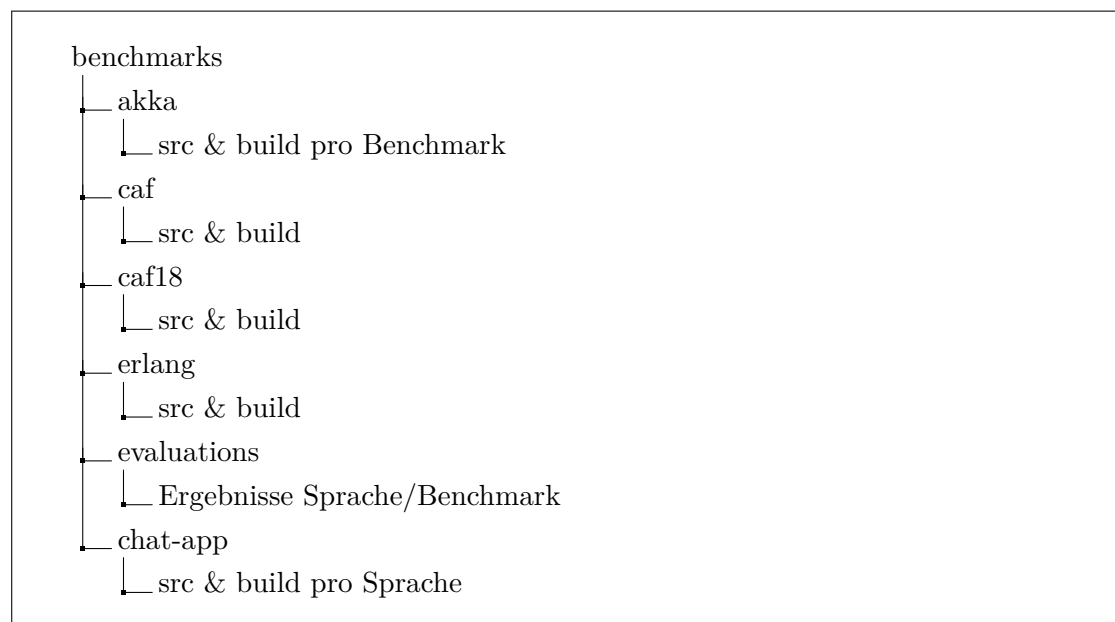 benchmarks
akka
src & build pro Benchmark
caf
src & build
caf18
src & build
erlang
src & build
evaluations
Ergebnisse Sprache/Benchmark
chat-app
src & build pro Sprache